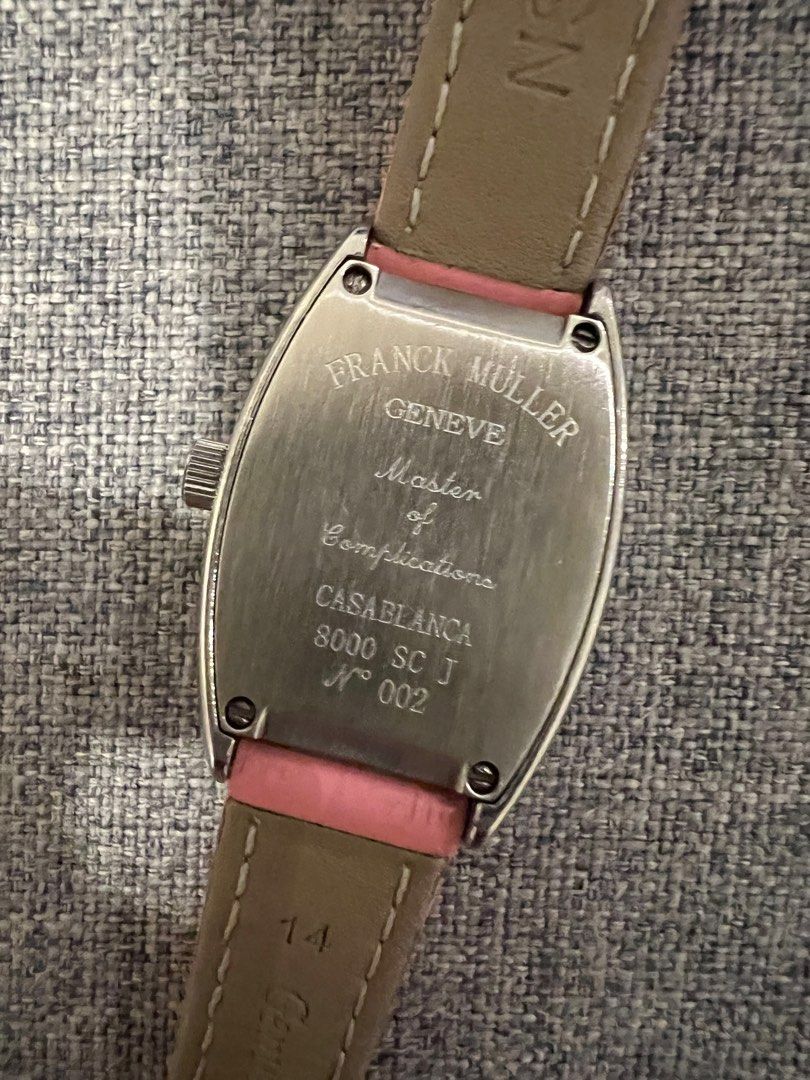 FRANCK MULLER
GENEVE
Master
of
Complications
CASABLANCA
8000 SC J
N° 002
14